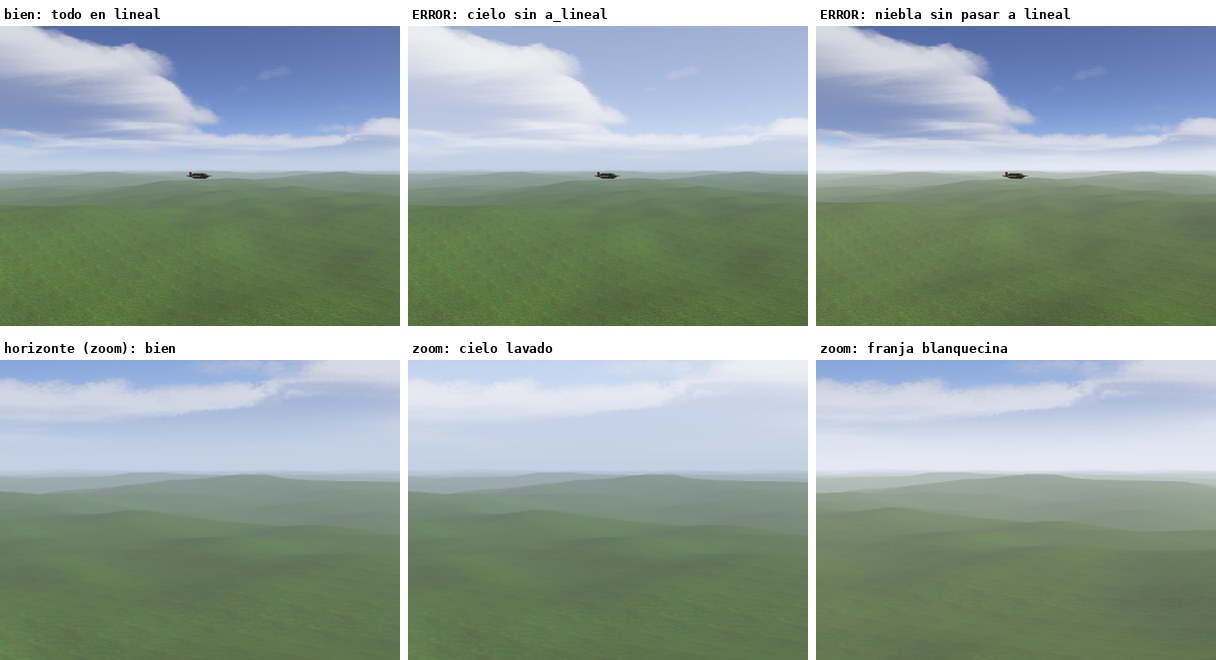 bien: todo en lineal
ERROR: cielo sin a_lineal
ERROR: niebla sin pasar a lineal
horizonte (zoom): bien
zoom: cielo lavado
zoom: franja blanquecina